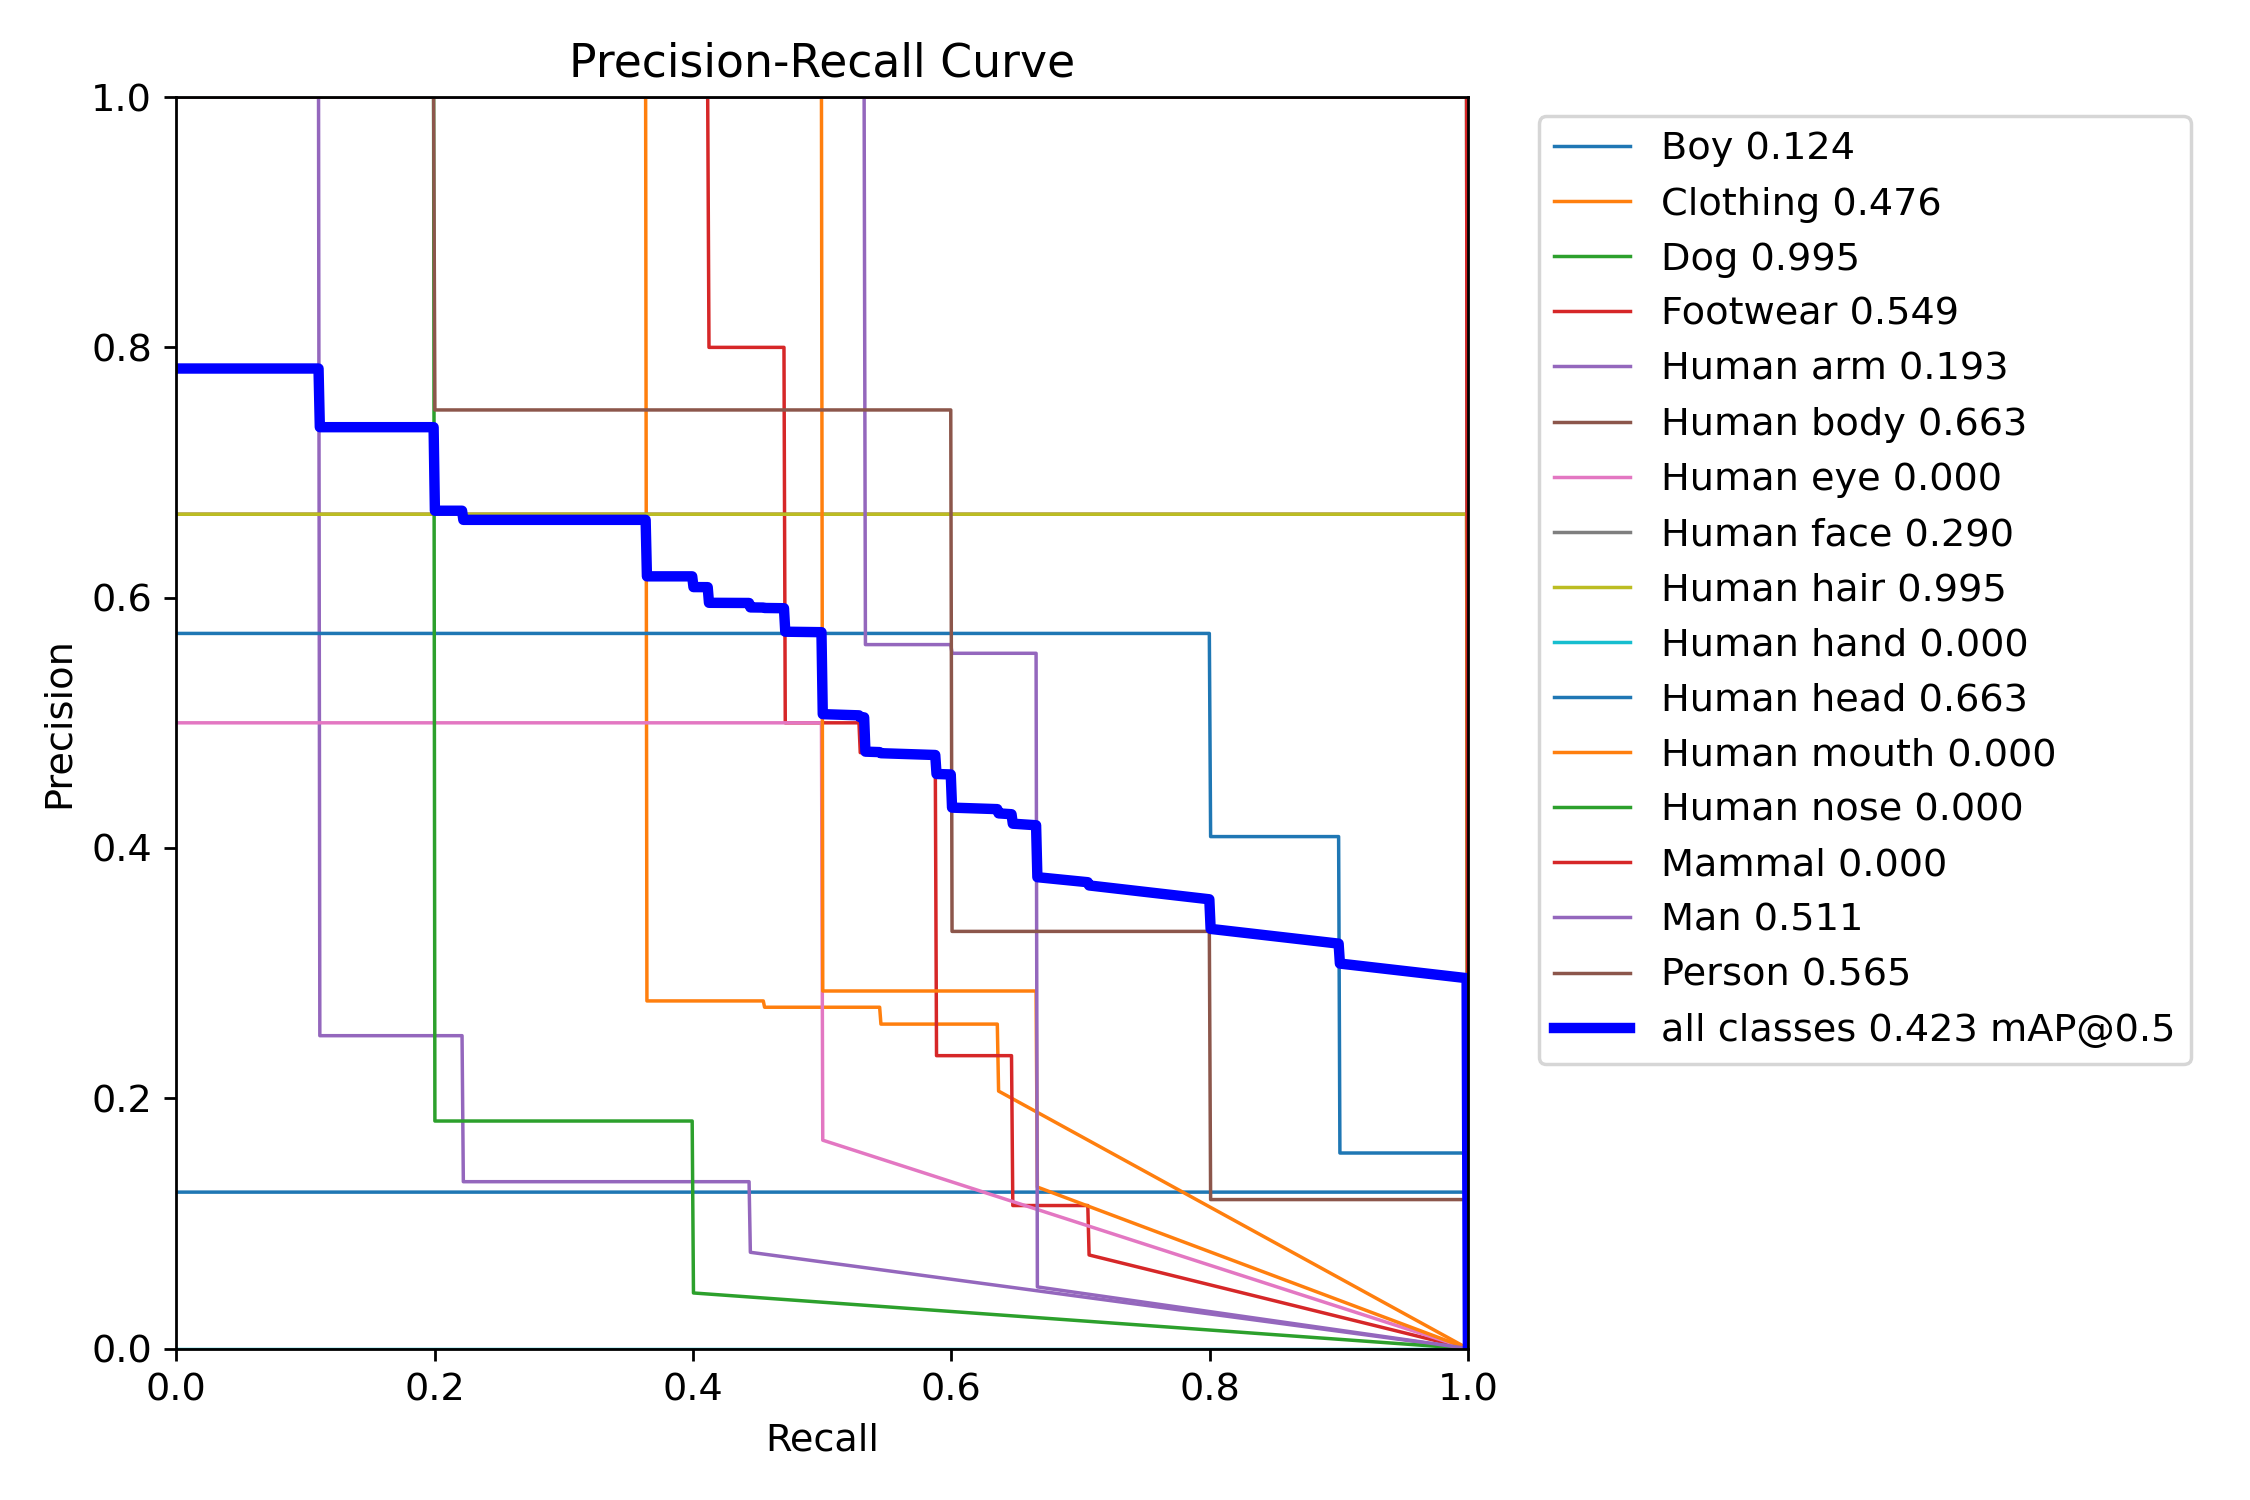 Precision-Recall Curve
1.0
0.8
0.6
0.4
0.2
0.0
Precision
0.0 0.2 0.4 0.6 0.8 1.0
Recall
Boy 0.124
Clothing 0.476
Dog 0.995
Footwear 0.549
Human arm 0.193
Human body 0.663
Human eye 0.000
Human face 0.290
Human hair 0.995
Human hand 0.000
Human head 0.663
Human mouth 0.000
Human nose 0.000
Mammal 0.000
Man 0.511
Person 0.565
all classes 0.423 mAP@0.5